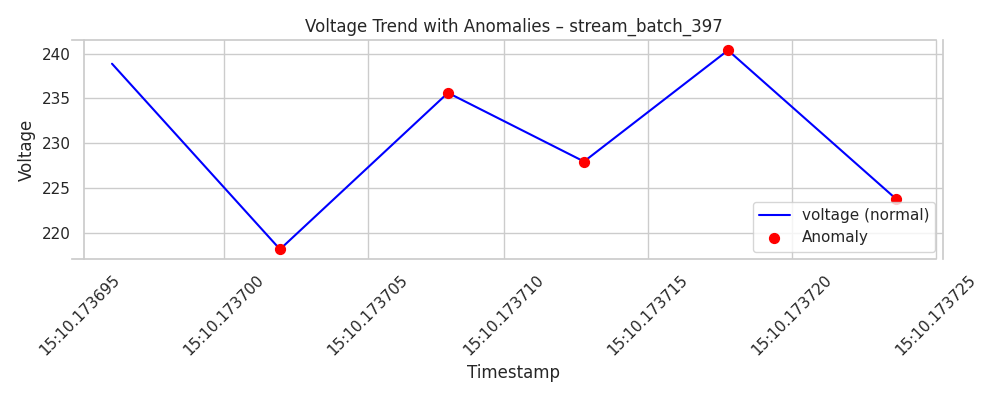 Voltage Trend with Anomalies – stream_batch_397
Voltage
240
235
230
225
220
voltage (normal)
Anomaly
15:10.173695
15:10.173700
15:10.173705
15:10.173710
15:10.173715
15:10.173720
15:10.173725
Timestamp